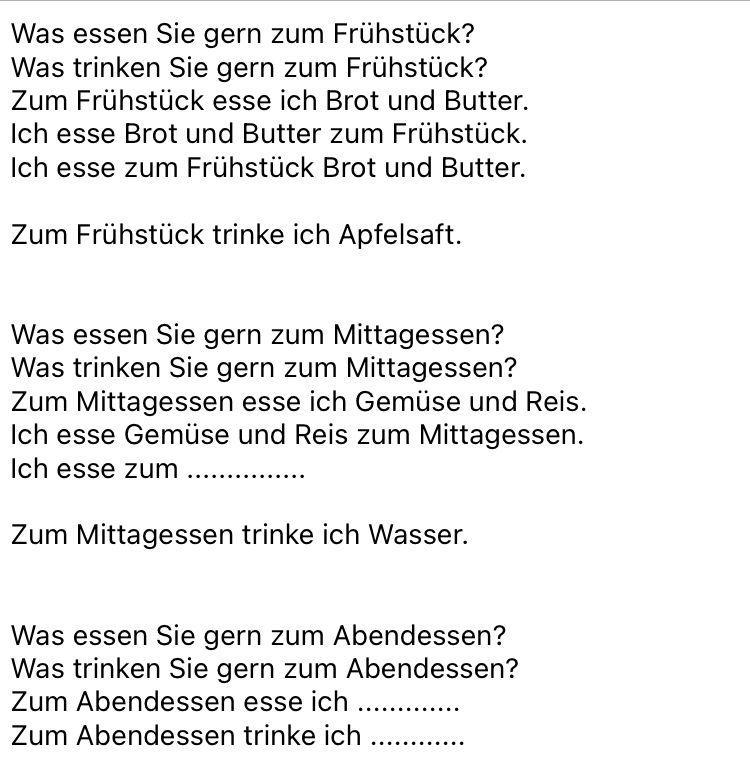 Was essen Sie gern zum Frühstück?
Was trinken Sie gern zum Frühstück?
Zum Frühstück esse ich Brot und Butter.
Ich esse Brot und Butter zum Frühstück.
Ich esse zum Frühstück Brot und Butter.
Zum Frühstück trinke ich Apfelsaft.
Was essen Sie gern zum Mittagessen?
Was trinken Sie gern zum Mittagessen?
Zum Mittagessen esse ich Gemüse und Reis.
Ich esse Gemüse und Reis zum Mittagessen.
Ich esse zum ...............
Zum Mittagessen trinke ich Wasser.
Was essen Sie gern zum Abendessen?
Was trinken Sie gern zum Abendessen?
Zum Abendessen esse ich .............
Zum Abendessen trinke ich ............